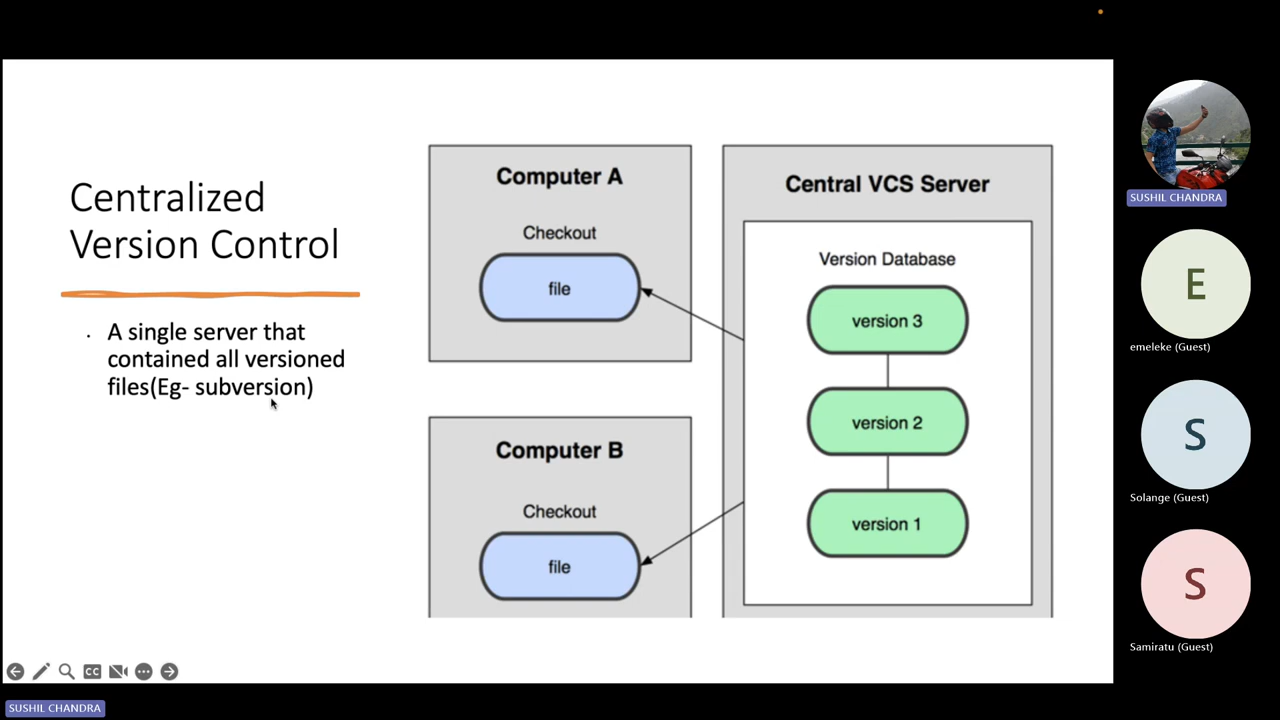 Centralized
Version Control
· A single server that
contained all versioned
files(Eg- subversion)
Computer A
Checkout
file
Computer B
Checkout
file
Central VCS Server
Version Database
version 3
version 2
version 1
SUSHIL CHANDRA
E
emeleke (Guest)
S
Solange (Guest)
S
Samiratu (Guest)
CC
SUSHIL CHANDRA